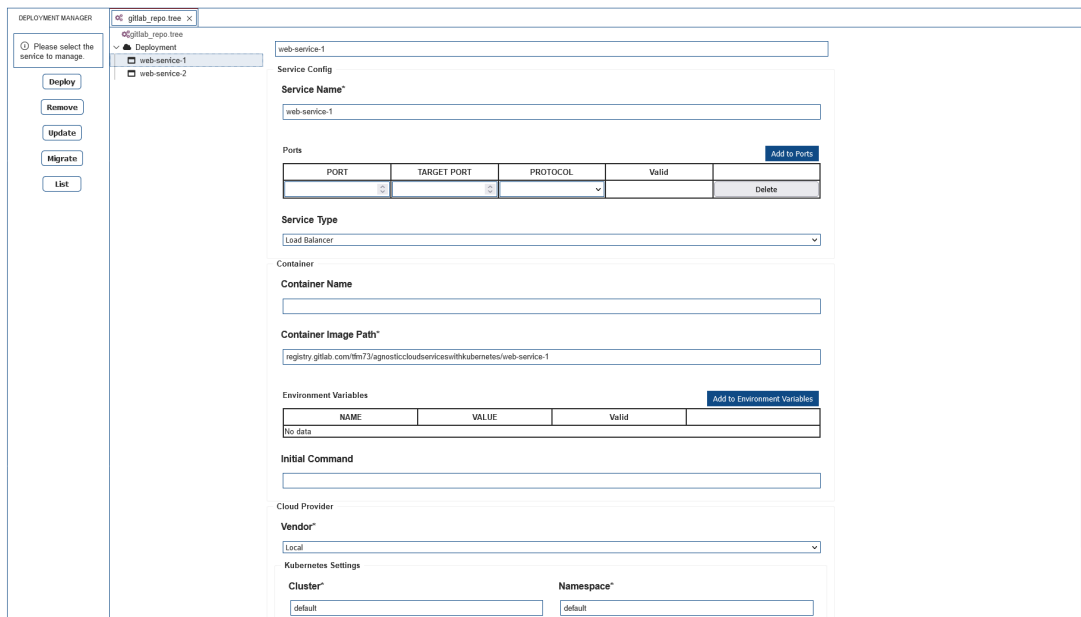 DEPLOYMENT MANAGER
Please select the
service to manage.
Deploy
Remove
Update
Migrate
List
gitlab_repo.tree
gitlab_repo.tree
Deployment
web-service-1
web-service-2
web-service-1
Service Config
Service Name*
web-service-1
Ports
Add to Ports
PORT TARGET PORT PROTOCOL Valid
Delete
Service Type
Load Balancer
Container
Container Name
Container Image Path*
registry.gitlab.com/tfm73/agnosticcloudserviceswithkubernetes/web-service-1
Environment Variables
Add to Environment Variables
NAME VALUE Valid
No data
Initial Command
Cloud Provider
Vendor*
Local
Kubernetes Settings
Cluster* Namespace*
default default